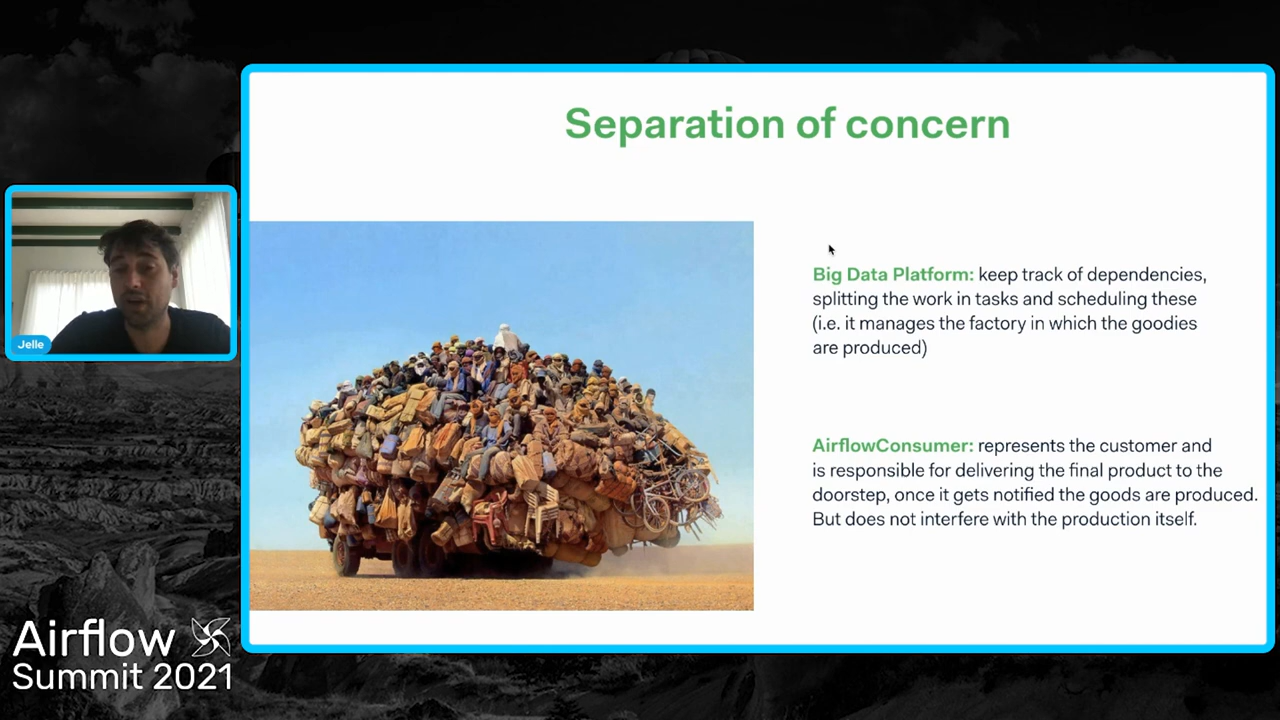 Separation of concern
Big Data Platform: keep track of dependencies,
splitting the work in tasks and scheduling these
(i.e. it manages the factory in which the goodies
are produced)
AirflowConsumer: represents the customer and
is responsible for delivering the final product to the
doorstep, once it gets notified the goods are produced.
But does not interfere with the production itself.
Jelle
Airflow
Summit 2021